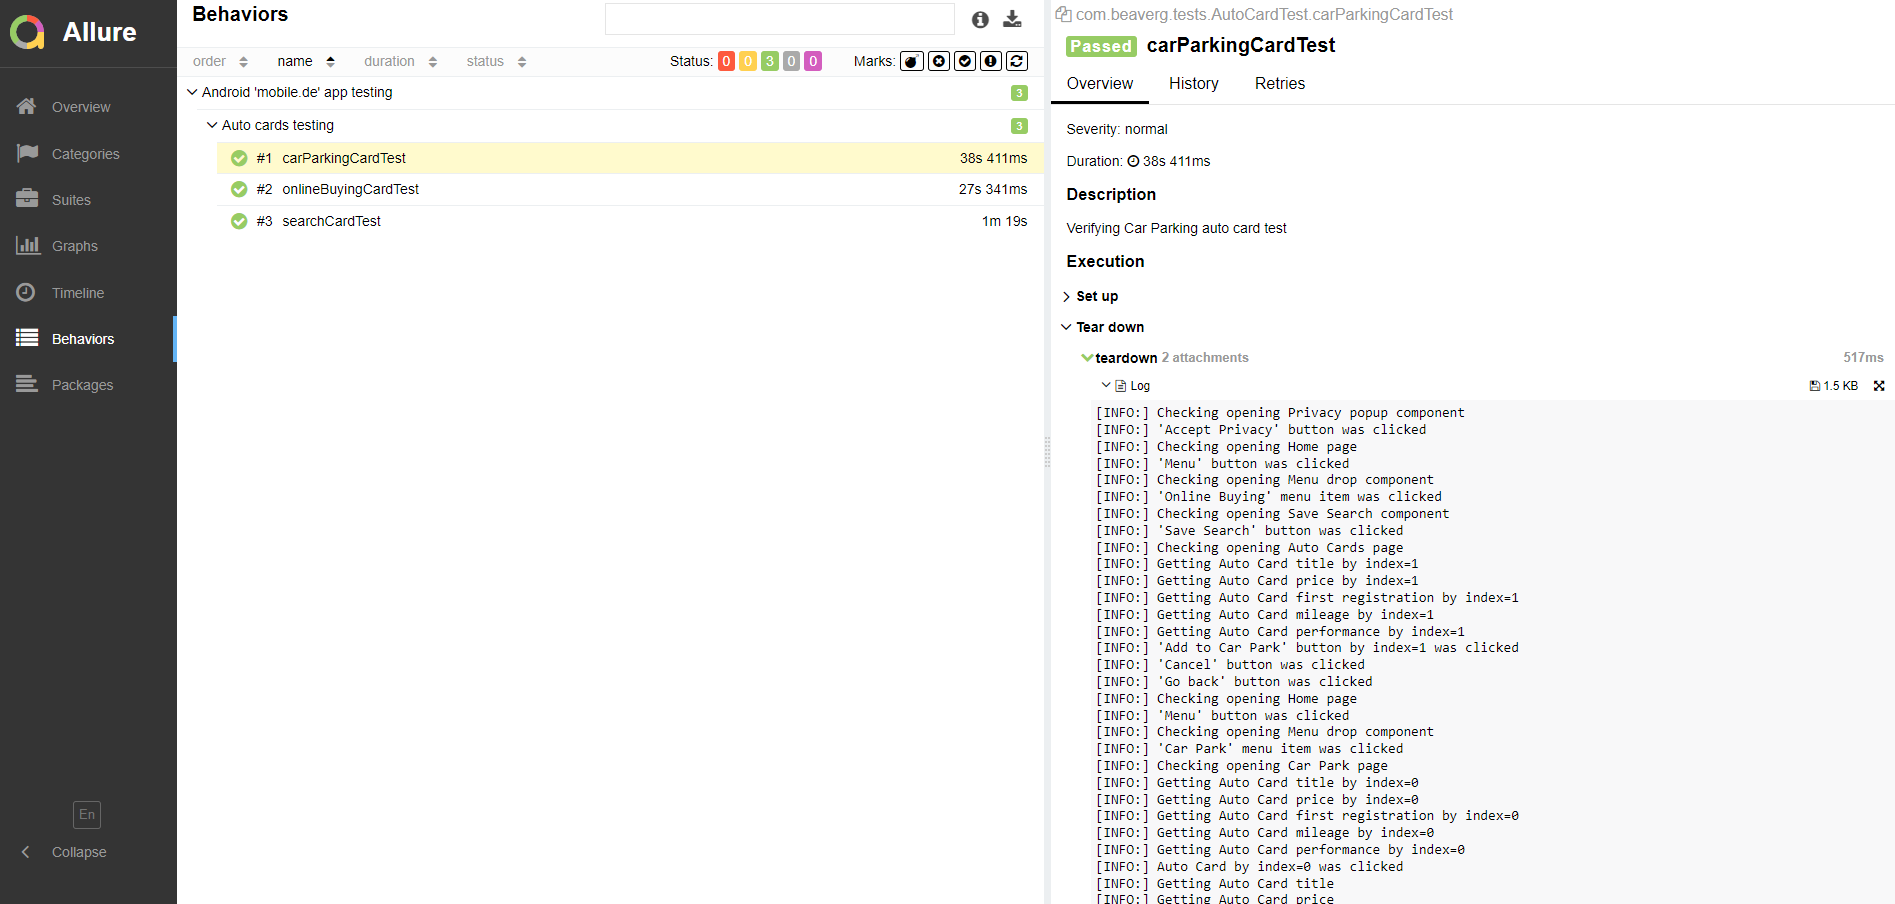 Allure
Overview
Categories
Suites
Graphs
Timeline
Behaviors
Packages
En
Collapse
Behaviors
order name duration status Status: 0 0 3 0 0 Marks:
Android 'mobile.de' app testing 3
Auto cards testing 3
#1 carParkingCardTest 38s 411ms
#2 onlineBuyingCardTest 27s 341ms
#3 searchCardTest 1m 19s
com.beaverg.tests.AutoCardTest.carParkingCardTest
Passed carParkingCardTest
Overview History Retries
Severity: normal
Duration: 38s 411ms
Description
Verifying Car Parking auto card test
Execution
Set up
Tear down
teardown 2 attachments 517ms
Log 1.5 KB
[INFO:] Checking opening Privacy popup component
[INFO:] 'Accept Privacy' button was clicked
[INFO:] Checking opening Home page
[INFO:] 'Menu' button was clicked
[INFO:] Checking opening Menu drop component
[INFO:] 'Online Buying' menu item was clicked
[INFO:] Checking opening Save Search component
[INFO:] 'Save Search' button was clicked
[INFO:] Checking opening Auto Cards page
[INFO:] Getting Auto Card title by index=1
[INFO:] Getting Auto Card price by index=1
[INFO:] Getting Auto Card first registration by index=1
[INFO:] Getting Auto Card mileage by index=1
[INFO:] Getting Auto Card performance by index=1
[INFO:] 'Add to Car Park' button by index=1 was clicked
[INFO:] 'Cancel' button was clicked
[INFO:] 'Go back' button was clicked
[INFO:] Checking opening Home page
[INFO:] 'Menu' button was clicked
[INFO:] Checking opening Menu drop component
[INFO:] 'Car Park' menu item was clicked
[INFO:] Checking opening Car Park page
[INFO:] Getting Auto Card title by index=0
[INFO:] Getting Auto Card price by index=0
[INFO:] Getting Auto Card first registration by index=0
[INFO:] Getting Auto Card mileage by index=0
[INFO:] Getting Auto Card performance by index=0
[INFO:] Auto Card by index=0 was clicked
[INFO:] Getting Auto Card title
[INFO:] Getting Auto Card price